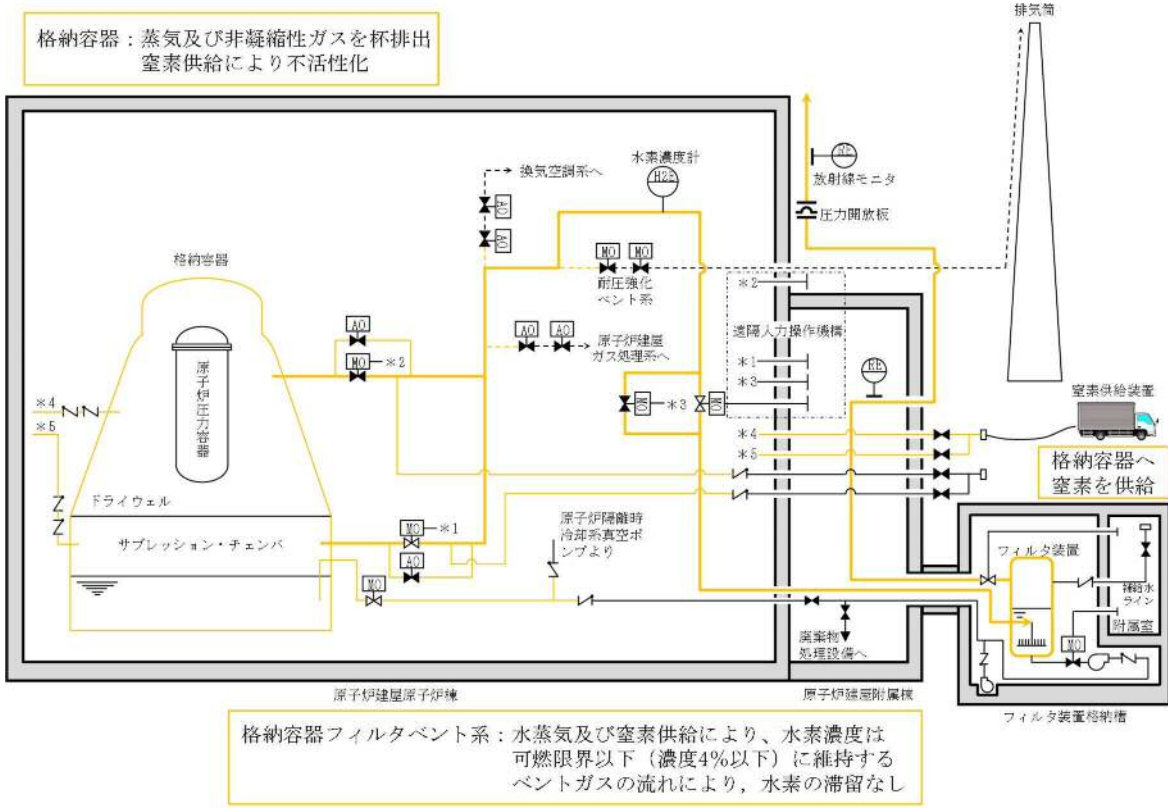 格納容器：蒸気及び非凝縮性ガスを杯排出
窒素供給により不活性化
排気筒
水素濃度計
H2E
換気空調系へ
AO
AO
RE
放射線モニタ
圧力開放板
格納容器
MO
MO
耐圧強化
ベント系
＊2
遠隔人力操作機構
AO
MO
＊2
AO
AO
原子炉建屋
ガス処理系へ
＊1
＊3
RE
原子炉圧力容器
MO
＊3
MO
窒素供給装置
＊4
＊5
＊4
＊5
格納容器へ
窒素を供給
ドライウェル
サプレッション・チェンバ
MO
＊1
AO
原子炉隔離時
冷却系真空ポ
ンプより
MO
フィルタ装置
補給水
ライン
附属室
MO
廃棄物
処理設備へ
原子炉建屋原子炉棟
原子炉建屋附属棟
フィルタ装置格納槽
格納容器フィルタベント系：水蒸気及び窒素供給により、水素濃度は
可燃限界以下（濃度4%以下）に維持する
ベントガスの流れにより，水素の滞留なし